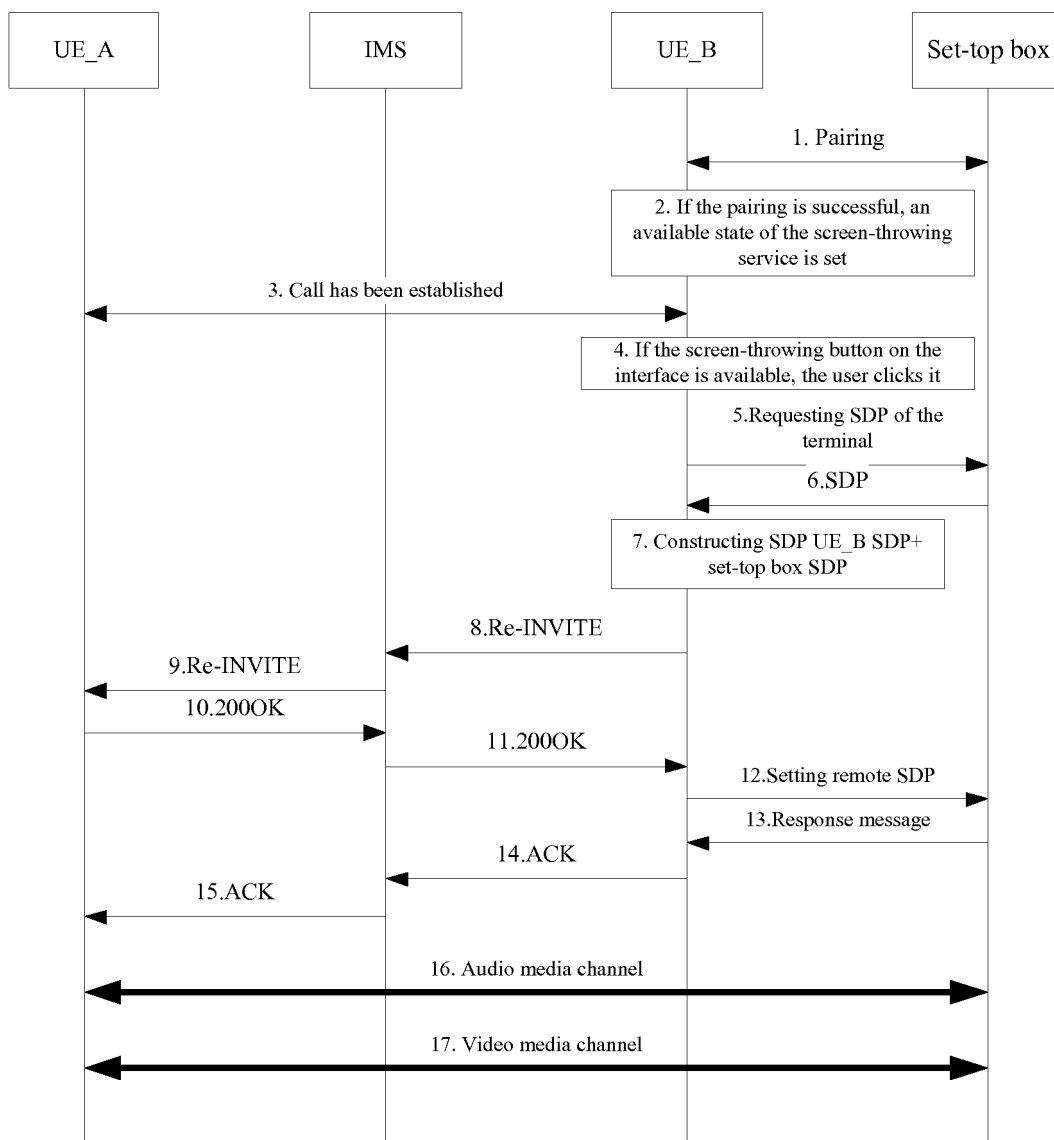 UE_A
IMS
UE_B
Set-top box
1. Pairing
2. If the pairing is successful, an
available state of the screen-throwing
service is set
3. Call has been established
4. If the screen-throwing button on the
interface is available, the user clicks it
5.Requesting SDP of the
terminal
6.SDP
7. Constructing SDP UE_B SDP+
set-top box SDP
8.Re-INVITE
9.Re-INVITE
10.200OK
11.200OK
12.Setting remote SDP
13.Response message
14.ACK
15.ACK
16. Audio media channel
17. Video media channel